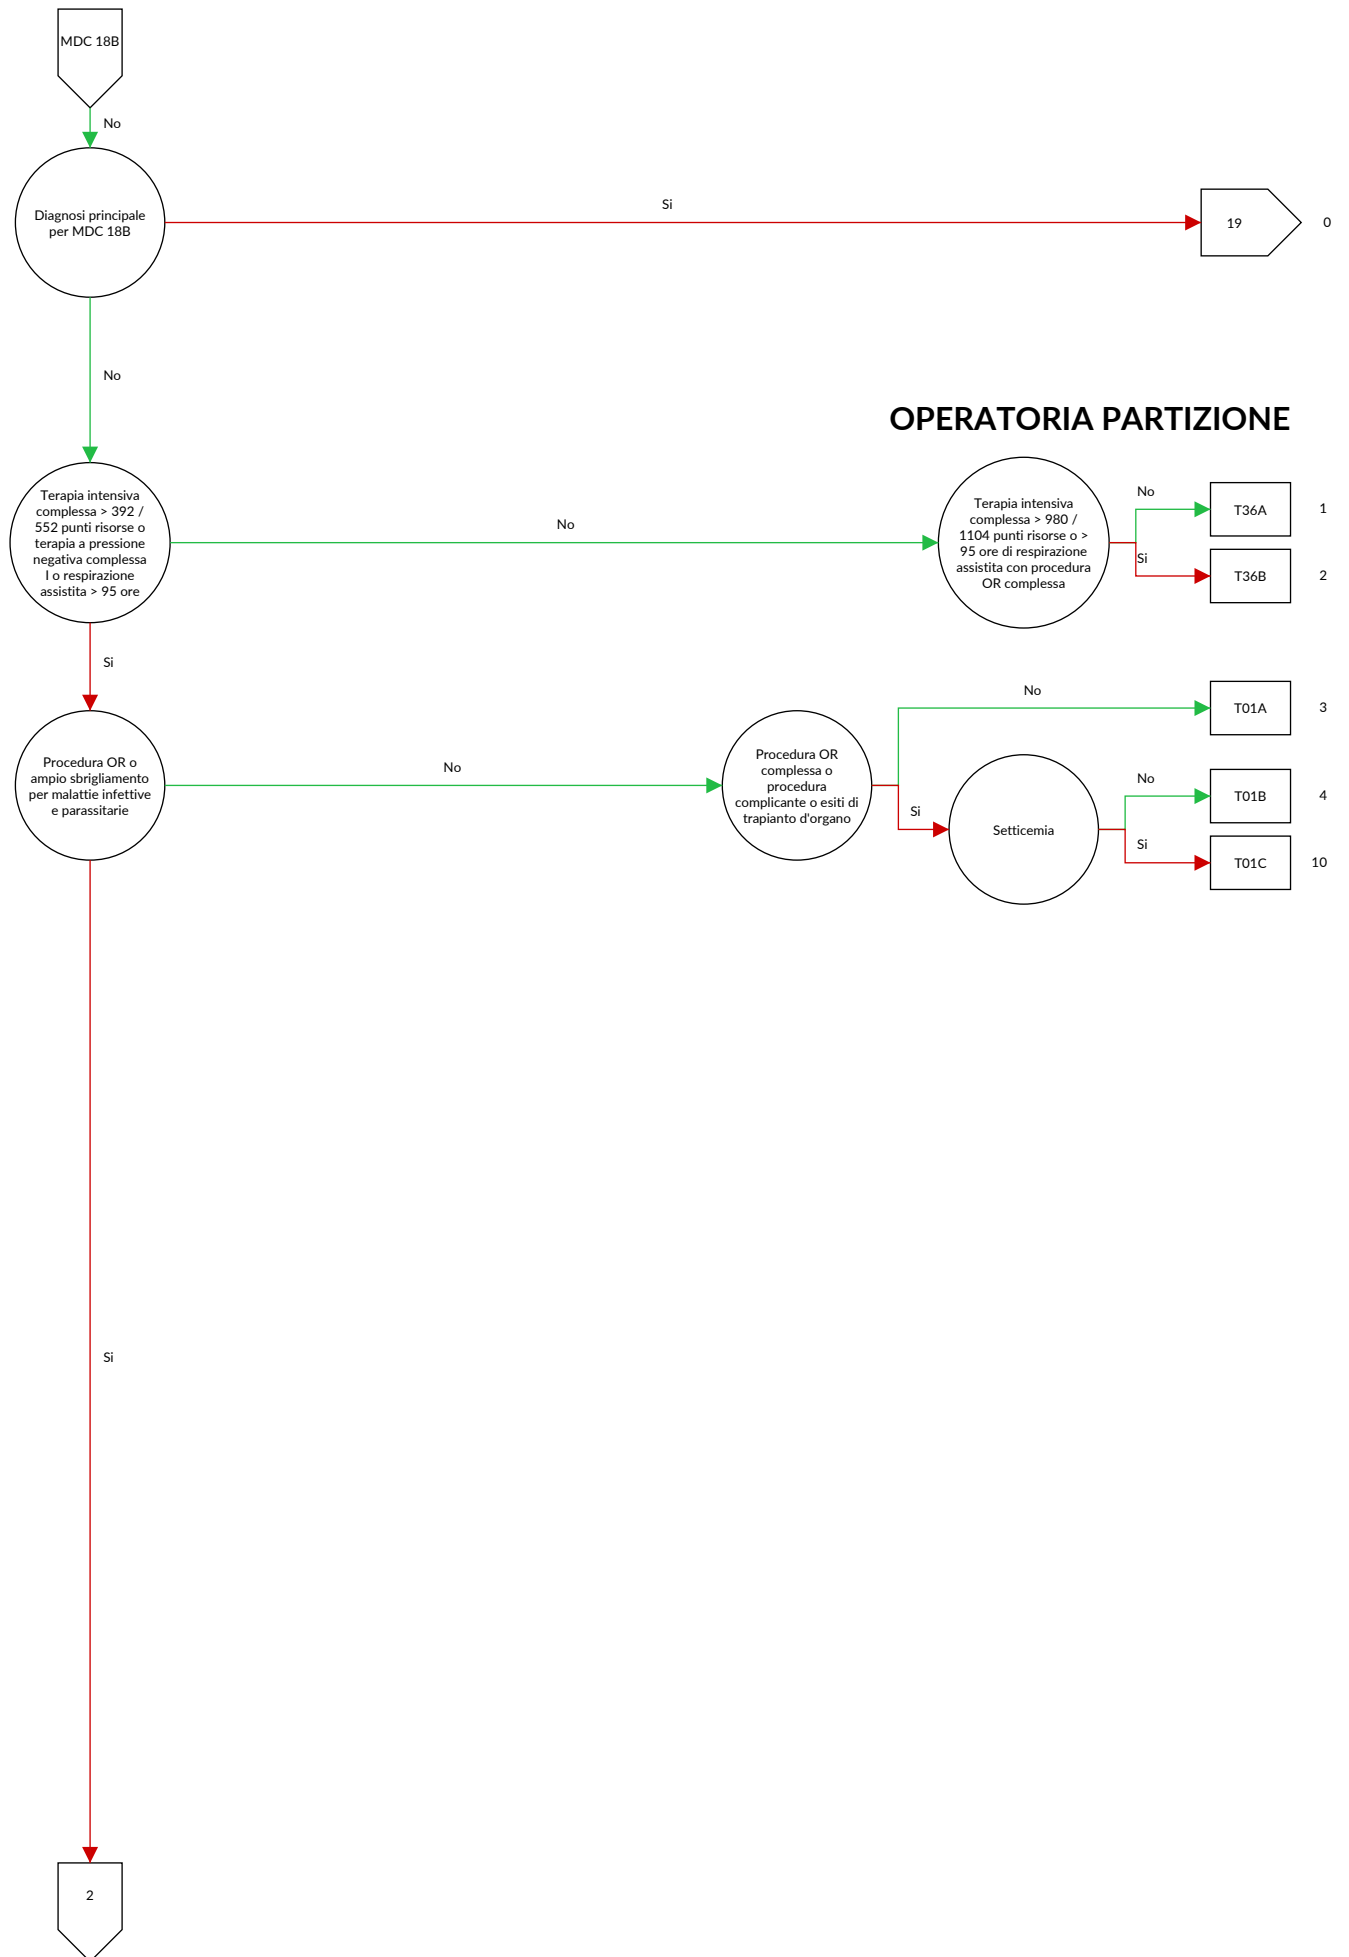 MDC 18B
No
Diagnosi principale
per MDC 18B
Si
19
0
No
OPERATORIA PARTIZIONE
Terapia intensiva
complessa > 392 /
552 punti risorse o
terapia a pressione
negativa complessa
I o respirazione
assistita > 95 ore
No
Terapia intensiva
complessa > 980 /
1104 punti risorse o >
95 ore di respirazione
assistita con procedura
OR complessa
No
T36A
1
Si
T36B
2
Si
Procedura OR o
ampio sbrigliamento
per malattie infettive
e parassitarie
No
Procedura OR
complessa o
procedura
complicante o esiti di
trapianto d'organo
No
T01A
3
Si
Setticemia
No
T01B
4
Si
T01C
10
Si
2